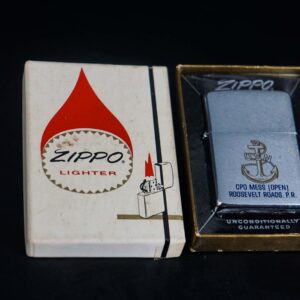 ZIPPO
LIGHTER
ZIPPO
CPO MESS (OPEN)
ROOSEVELT ROADS, P.R.
UNCONDITIONALLY
GUARANTEED